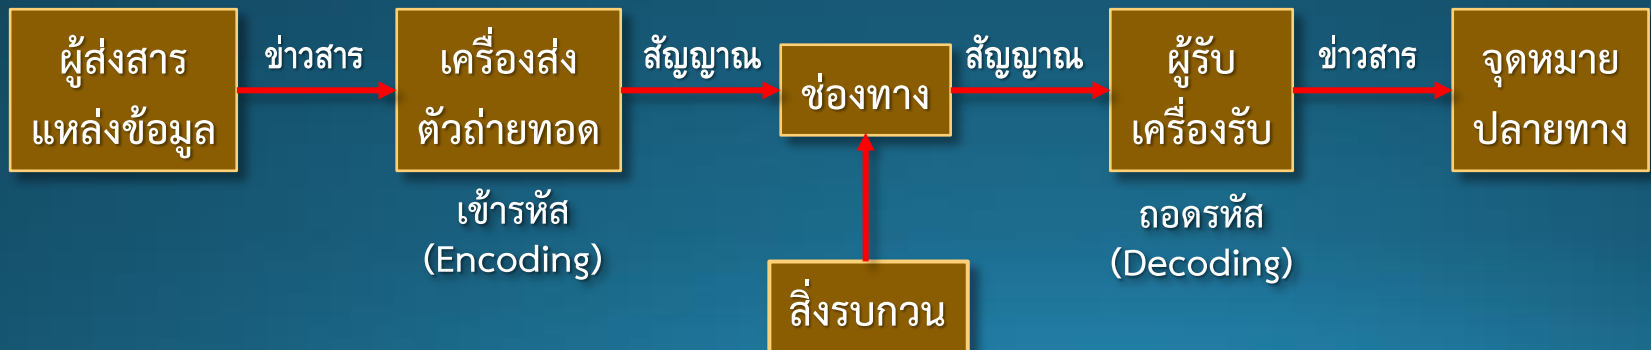 ผู้ส่งสาร
แหล่งข้อมูล
ข่าวสาร
เครื่องส่ง
ตัวถ่ายทอด
เข้ารหัส
(Encoding)
สัญญาณ
ช่องทาง
สิ่งรบกวน
สัญญาณ
ผู้รับ
เครื่องรับ
ถอดรหัส
(Decoding)
ข่าวสาร
จุดหมาย
ปลายทาง